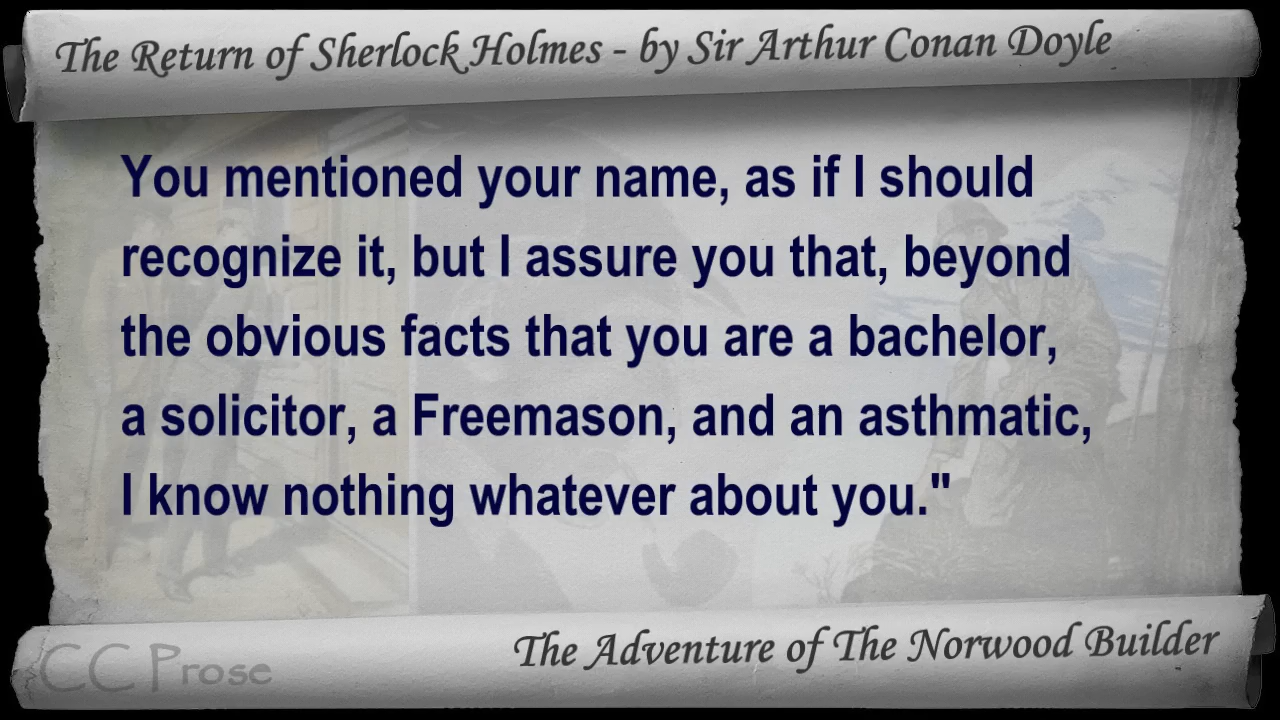 The Return of Sherlock Holmes - by Sir Arthur Conan Doyle
You mentioned your name, as if I should
recognize it, but I assure you that, beyond
the obvious facts that you are a bachelor,
a solicitor, a Freemason, and an asthmatic,
I know nothing whatever about you."
The Adventure of The Norwood Builder
CC Prose